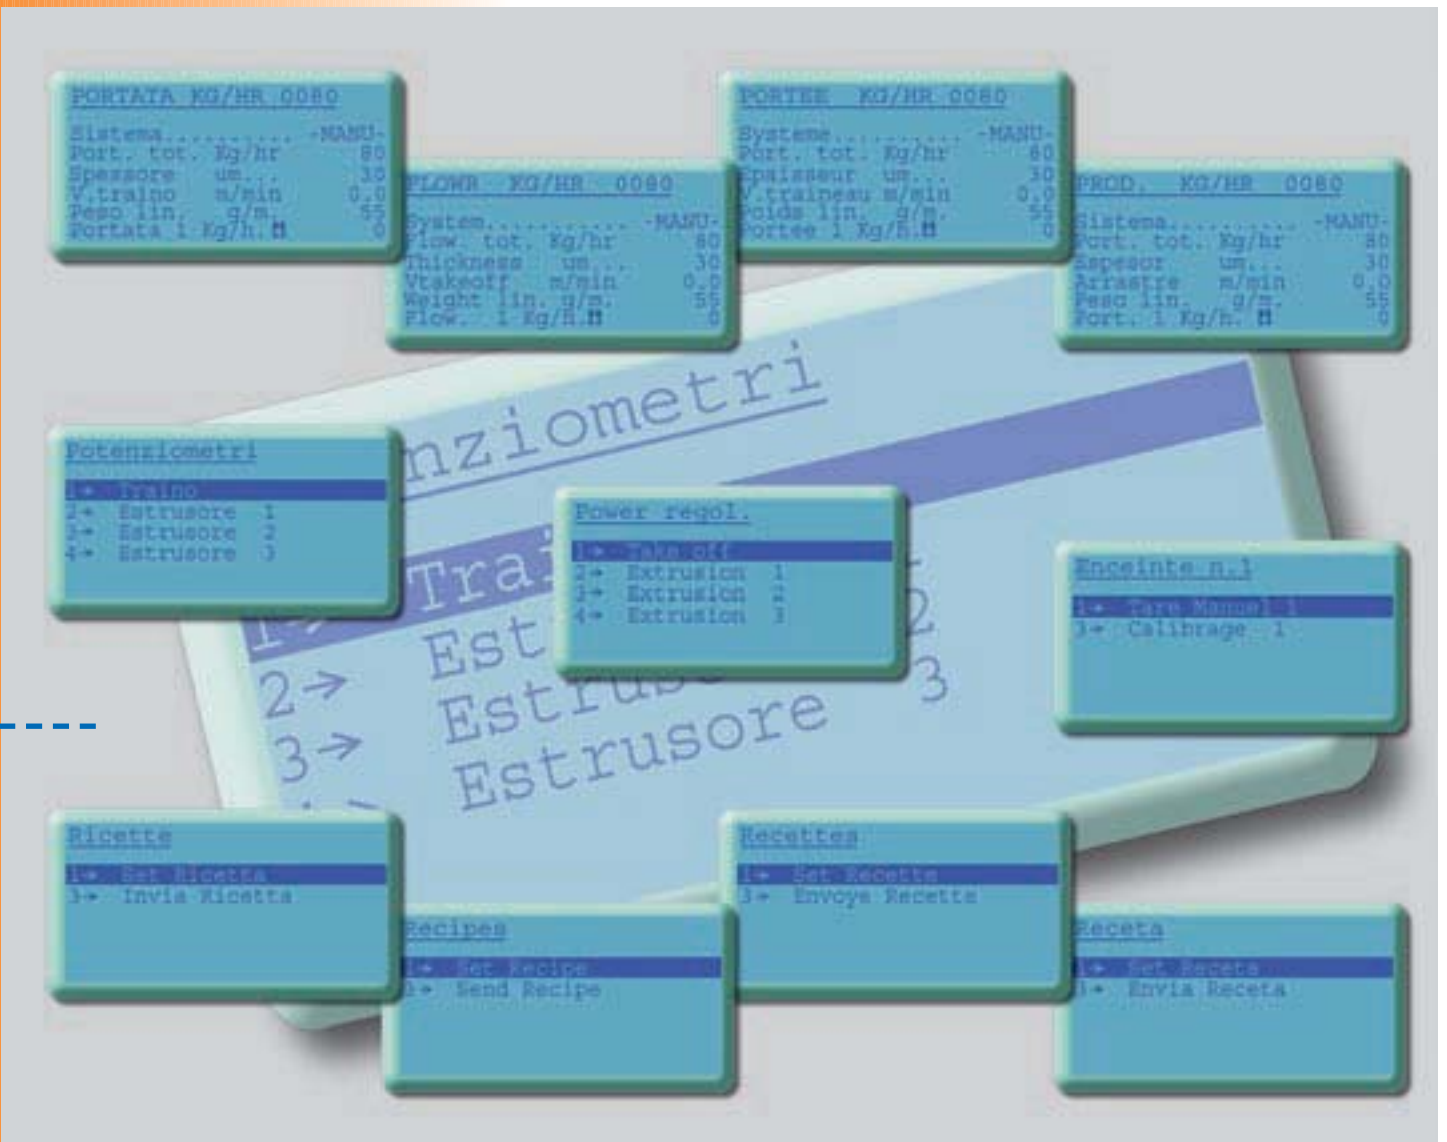 PORTATA KG/HR 0080
Sistema.......... -MANU-
Port. tot. Kg/hr 80
Spessore um... 30
V.traino m/min 0.0
Peso lin. g/m. 55
Portata 1 Kg/h. 0
FLOWR KG/HR 0080
System........... -MANU-
Flow. tot. Kg/hr 80
Thickness um... 30
Vtakeoff m/min 0.0
Weight lin. g/m. 55
Flow. 1 Kg/h. 0
PORTEE KG/HR 0080
Systeme.......... -MANU-
Port. tot. Kg/hr 80
Epaisseur um... 30
V.traineau m/min 0.0
Poids lin. g/m. 55
Portee 1 Kg/h. 0
PROD. KG/HR 0080
Sistema.......... -MANU-
Port. tot. Kg/hr 80
Espesor um... 30
Arrastre m/min 0.0
Peso lin. g/m. 55
Port. 1 Kg/h. 0
nziometri
1→ Trai
2→ Est
3→ Estruso 2
Estrusore 3
Potenziometri
1→ Traino
2→ Estrusore 1
3→ Estrusore 2
4→ Estrusore 3
Power regol.
1→ Take off
2→ Extrusion 1
3→ Extrusion 2
4→ Extrusion 3
Enceinte n.1
1→ Tare Manuel 1
3→ Calibrage 1
Ricette
1→ Set Ricetta
3→ Invia Ricetta
Recipes
1→ Set Recipe
3→ Send Recipe
Recettes
1→ Set Recette
3→ Envoye Recette
Receta
1→ Set Receta
3→ Envia Receta